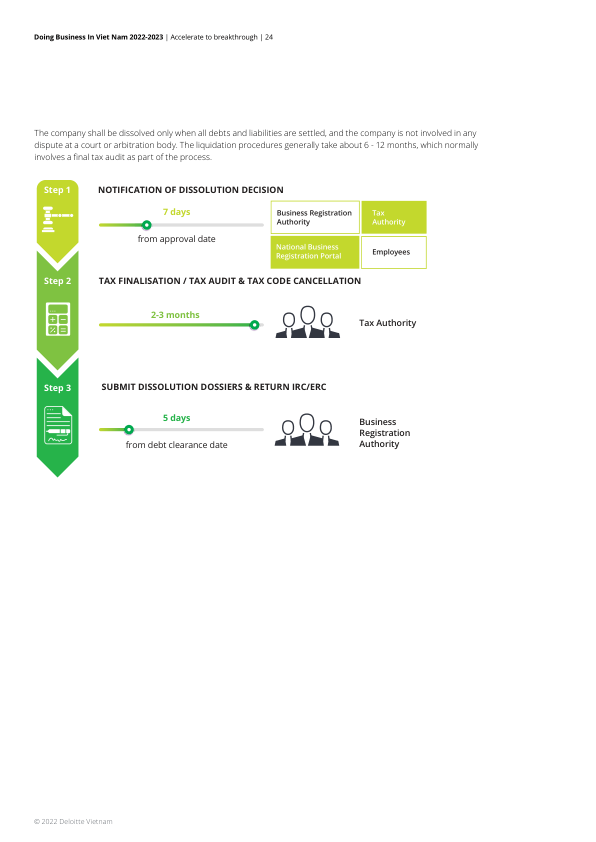 Doing Business In Viet Nam 2022-2023 | Accelerate to breakthrough | 24
The company shall be dissolved only when all debts and liabilities are settled, and the company is not involved in any
dispute at a court or arbitration body. The liquidation procedures generally take about 6 - 12 months, which normally
involves a final tax audit as part of the process.
Step 1
NOTIFICATION OF DISSOLUTION DECISION
7 days
from approval date
Business Registration
Authority
Tax
Authority
National Business
Registration Portal
Employees
Step 2
TAX FINALISATION / TAX AUDIT & TAX CODE CANCELLATION
2-3 months
Tax Authority
Step 3
SUBMIT DISSOLUTION DOSSIERS & RETURN IRC/ERC
5 days
from debt clearance date
Business
Registration
Authority
© 2022 Deloitte Vietnam